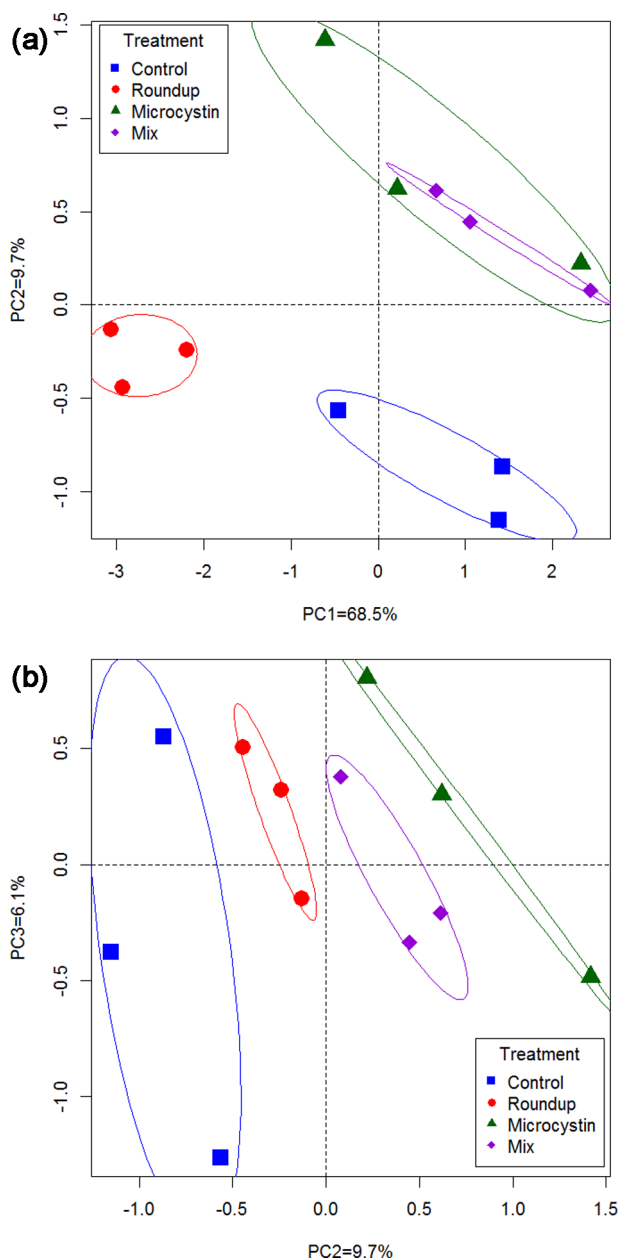 (a)
Treatment
Control
Roundup
Microcystin
Mix
1.5
1.0
0.5
0.0
-0.5
-1.0
PC2=9.7%
-3 -2 -1 0 1 2
PC1=68.5%
(b)
0.5
0.0
-0.5
-1.0
PC3=6.1%
Treatment
Control
Roundup
Microcystin
Mix
-1.0 -0.5 0.0 0.5 1.0 1.5
PC2=9.7%